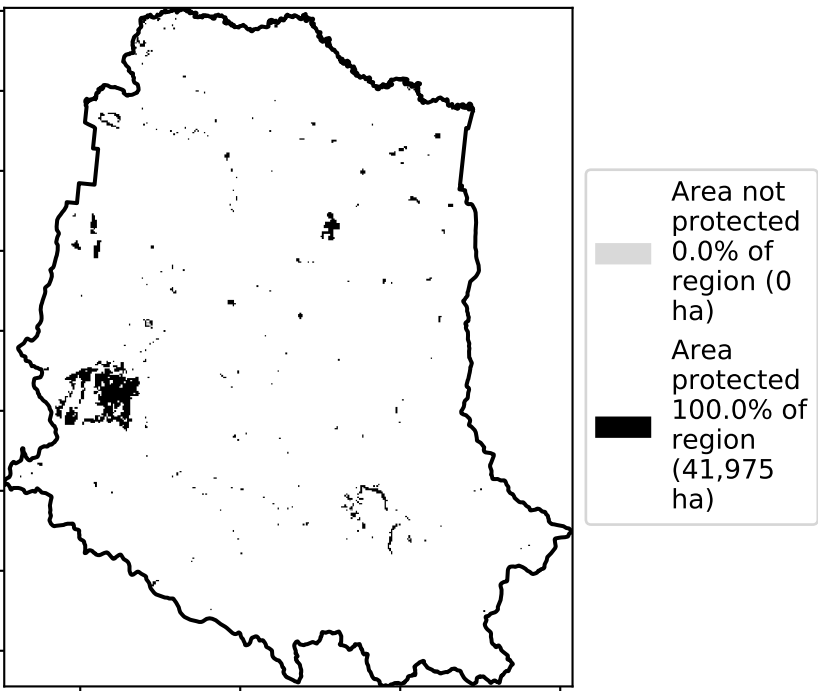 Area not
protected
0.0% of
region (0
ha)
Area
protected
100.0% of
region
(41,975
ha)